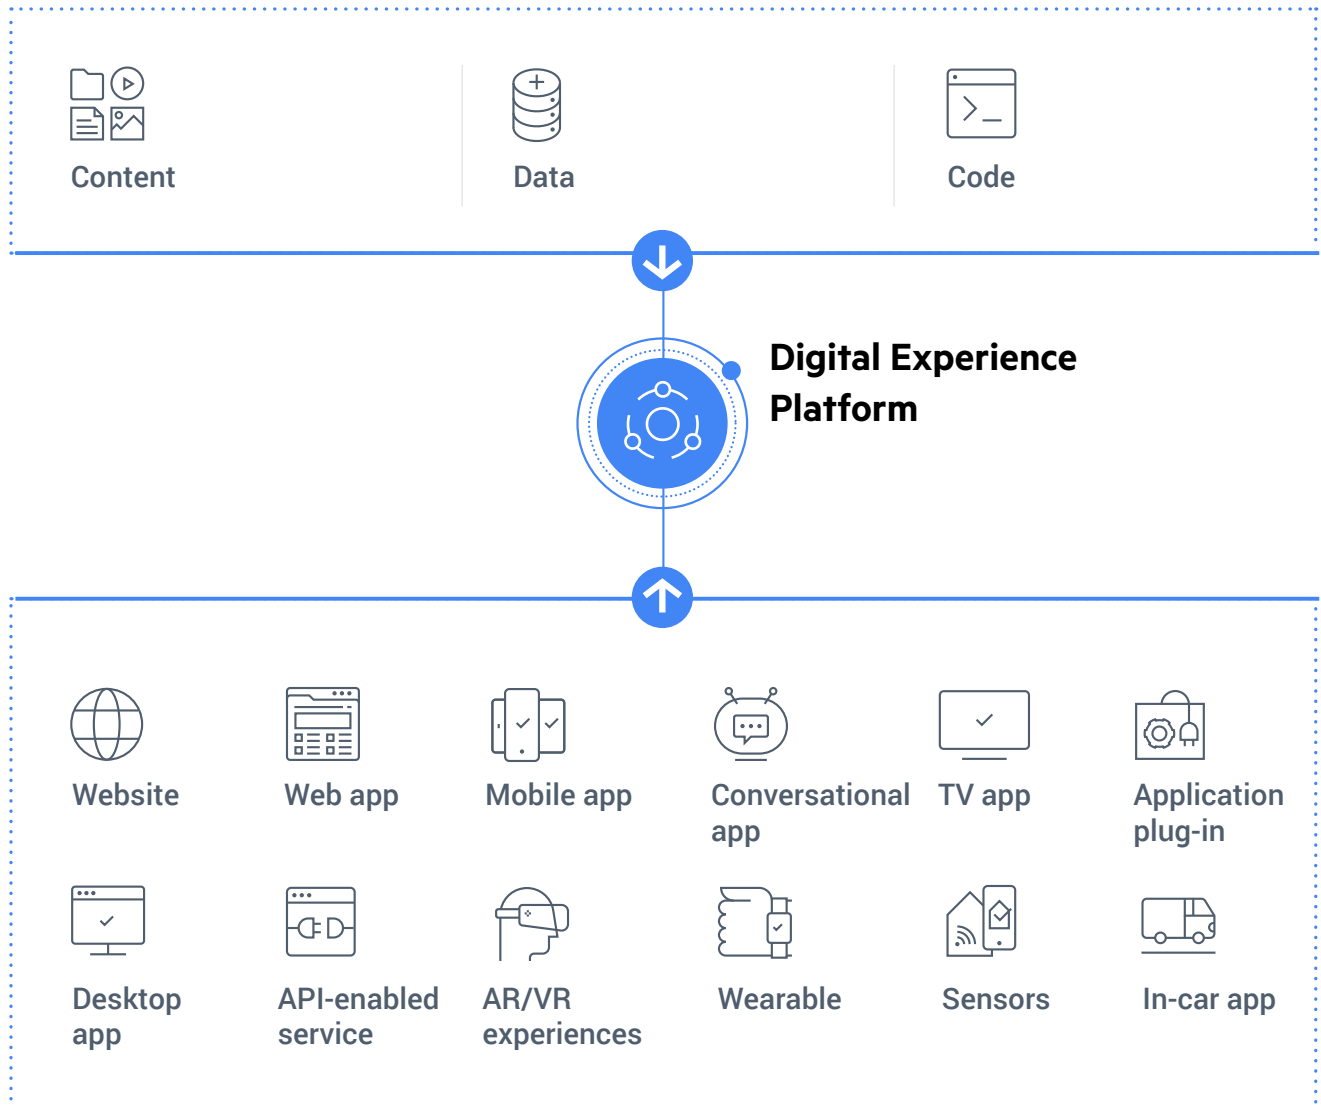 Content
Data
Code
Digital Experience
Platform
Website
Web app
Mobile app
Conversational
app
TV app
Application
plug-in
Desktop
app
API-enabled
service
AR/VR
experiences
Wearable
Sensors
In-car app